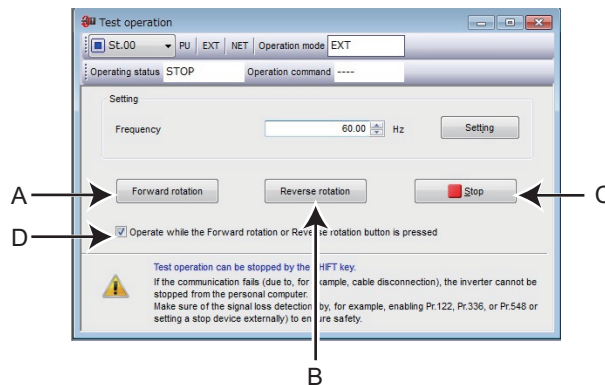 Test operation
St.00 PU EXT NET Operation mode EXT
Operating status STOP Operation command ----
Setting
Frequency 60.00 Hz Setting
A Forward rotation Reverse rotation Stop C
D Operate while the Forward rotation or Reverse rotation button is pressed
Test operation can be stopped by the SHIFT key.
If the communication fails (due to, for example, cable disconnection), the inverter cannot be
stopped from the personal computer.
Make sure of the signal loss detection by, for example, enabling Pr.122, Pr.336, or Pr.548 or
setting a stop device externally) to ensure safety.
B